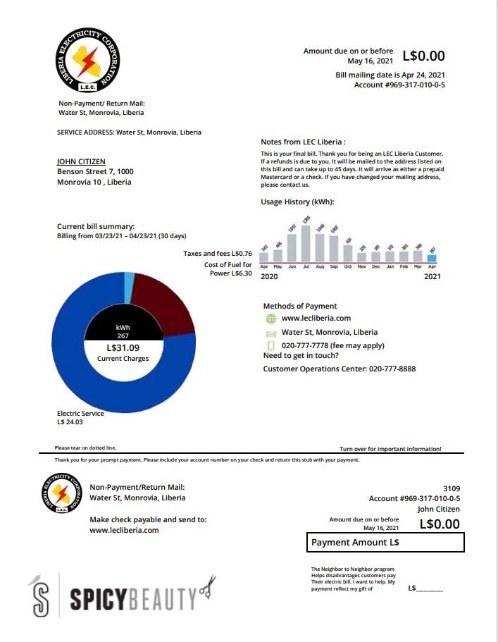 LIBERIA ELECTRICITY CORPORATION
L.E.C.
Amount due on or before
May 16, 2021
L$0.00
Bill mailing date is Apr 24, 2021
Account #969-317-010-0-5
Non-Payment/ Return Mail:
Water St, Monrovia, Liberia
SERVICE ADDRESS: Water St, Monrovia, Liberia
JOHN CITIZEN
Benson Street 7, 1000
Monrovia 10 , Liberia
Notes from LEC Liberia :
This is your final bill. Thank you for being an LEC Liberia Customer.
If a refunds is due to you. It will be mailed to the address listed on
this bill and can take up to 45 days. It will arrive as either a prepaid
Mastercard or a check. If you have changed your mailing address,
please contact us.
Usage History (kWh):
Apr May Jun Jul Aug Sep Oct Nov Dec Jan Feb Mar Apr
2020 2021
Current bill summary:
Billing from 03/23/21 – 04/23/21 (30 days)
Taxes and fees L$0.76
Cost of Fuel for
Power L$6.30
kWh
267
L$31.09
Current Charges
Electric Service
L$ 24.03
Methods of Payment
www.lecliberia.com
Water St, Monrovia, Liberia
020-777-7778 (fee may apply)
Need to get in touch?
Customer Operations Center: 020-777-8888
Please tear on dotted line.
Turn over for important information!
Thank you for your prompt payment. Please include your account number on your check and return this stub with your payment.
LIBERIA ELECTRICITY CORPORATION
L.E.C.
Non-Payment/Return Mail:
Water St, Monrovia, Liberia
Make check payable and send to:
www.lecliberia.com
3109
Account #969-317-010-0-5
John Citizen
Amount due on or before
May 16, 2021
L$0.00
Payment Amount L$
The Neighbor to Neighbor program
Helps disadvantages customers pay
Their electric bill. I want to help. My
payment reflect my gift of L$________
S SPICYBEAUTY